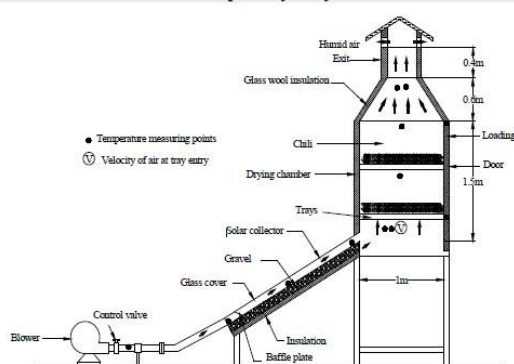 Humid air
Exit
0.4m
Glass wool insulation
0.6m
Temperature measuring points
V Velocity of air at tray entry
Chili
Loading
Door
Drying chamber
1.5m
Trays
V
Solar collector
Gravel
1m
Glass cover
Control valve
Blower
Insulation
Baffle plate